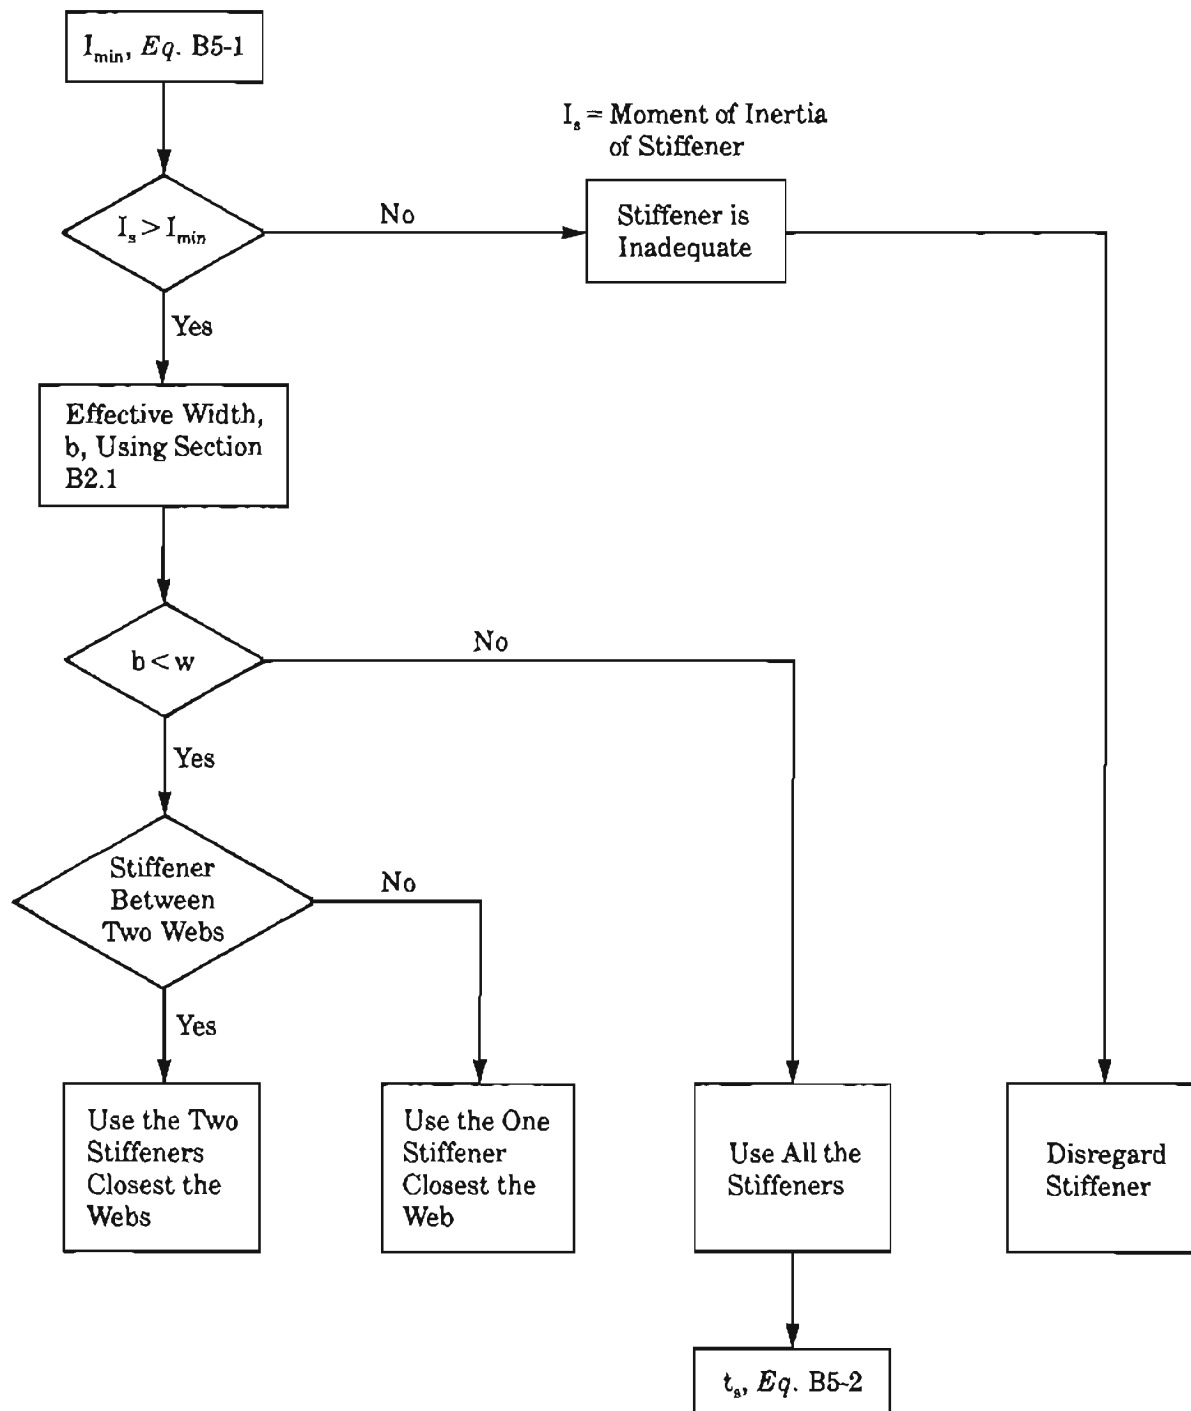 I_min, Eq. B5-1
I_s = Moment of Inertia
of Stiffener
I_s > I_min
No
Stiffener is
Inadequate
Yes
Effective Width,
b, Using Section
B2.1
b < w
No
Yes
Stiffener
Between
Two Webs
No
Yes
Use the Two
Stiffeners
Closest the
Webs
Use the One
Stiffener
Closest the
Web
Use All the
Stiffeners
Disregard
Stiffener
t_s, Eq. B5-2